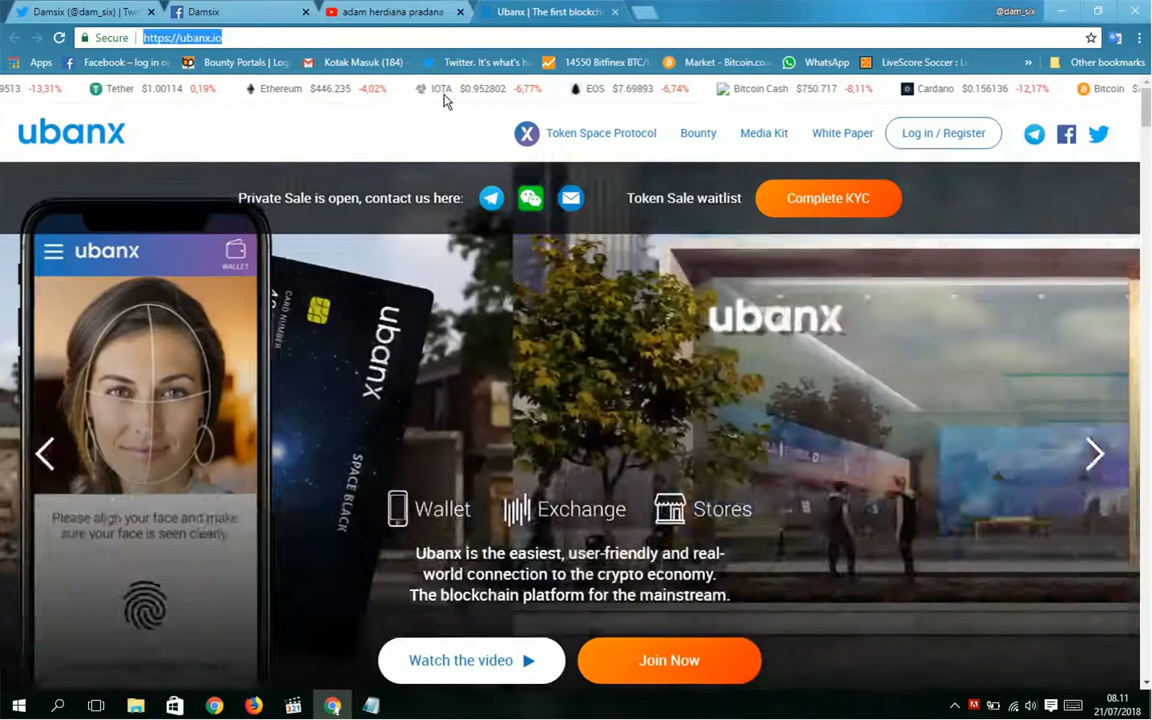 Damsix (@dam_six) | Twit
Damsix
adam herdiana pradana
Ubanx | The first blockch
@dam_six
Secure
https://ubanx.io
Apps
Facebook – log in o
Bounty Portals | Log
Kotak Masuk (184)
Twitter. It's what's h
14550 Bitfinex BTC/
Market - Bitcoin.co
WhatsApp
LiveScore Soccer : L
»
Other bookmarks
9513 -13,31%
Tether $1.00114 0,19%
Ethereum $446.235 -4,02%
IOTA $0.952802 -6,77%
EOS $7.69893 -6,74%
Bitcoin Cash $750.717 -8,11%
Cardano $0.156136 -12,17%
Bitcoin
ubanx
Token Space Protocol
Bounty
Media Kit
White Paper
Log in / Register
Private Sale is open, contact us here:
Token Sale waitlist
Complete KYC
ubanx
WALLET
CARD NUMBER
ubanx
SPACE BLACK
ubanx
Please align your face and make
sure your face is seen clearly
Wallet
Exchange
Stores
Ubanx is the easiest, user-friendly and real-
world connection to the crypto economy.
The blockchain platform for the mainstream.
Watch the video
Join Now
08.11
21/07/2018